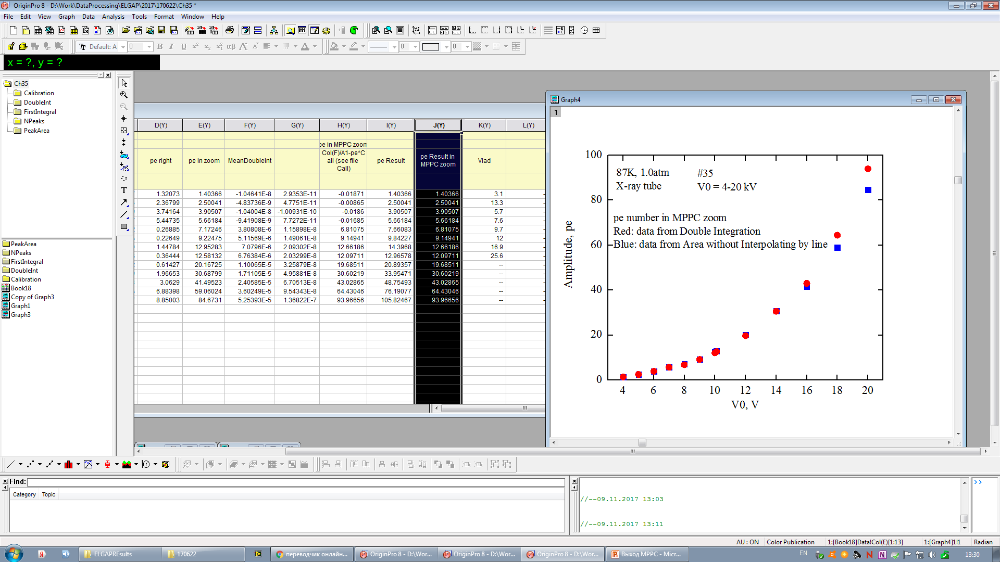 OriginPro 8 - D:\Work\DataProcessing\ELGAP\2017\170622\Ch35 *
File Edit View Graph Data Analysis Tools Format Window Help
Default: A 0 B I U αβ A A 0 0
x = ?, y = ?
Ch35
Calibration
DoubleInt
FirstIntegral
NPeaks
PeakArea
PeakArea
NPeaks
FirstIntegral
DoubleInt
Calibration
Book18
Copy of Graph3
Graph1
Graph3
D(Y) E(Y) F(Y) G(Y) H(Y) I(Y) J(Y) K(Y) L(Y)
pe in MPPC zoom
pe right pe in zoom MeanDoubleInt Col(F)/A1-pe*C all (see file Call) pe Result pe Result in MPPC zoom Vlad
1.32073 1.40366 -1.04641E-8 2.9353E-11 -0.01871 1.40366 1.40366 3.1
2.36799 2.50041 -4.83736E-9 4.7751E-11 -0.00865 2.50041 2.50041 13.3
3.74164 3.90507 -1.04004E-8 -1.00931E-10 -0.0186 3.90507 3.90507 5.7
5.44735 5.66184 -9.41908E-9 7.7272E-11 -0.01685 5.66184 5.66184 7.6
0.26885 7.17246 3.80808E-6 1.15898E-8 6.81075 7.66083 6.81075 9.7
0.22649 9.22475 5.11569E-6 1.49061E-8 9.14941 9.84227 9.14941 12
1.44784 12.95283 7.0796E-6 2.09302E-8 12.66186 14.3968 12.66186 16.9
0.36444 12.58132 6.76384E-6 2.03299E-8 12.09711 12.96578 12.09711 25.6
0.61427 20.16725 1.10065E-5 3.25879E-8 19.68511 20.89357 19.68511 --
1.96653 30.68799 1.71105E-5 4.95881E-8 30.60219 33.95471 30.60219 --
3.0629 41.49523 2.40585E-5 6.70513E-8 43.02865 48.75493 43.02865 --
6.88398 59.06024 3.60249E-5 9.54343E-8 64.43046 76.19077 64.43046 --
8.85003 84.6731 5.25393E-5 1.36822E-7 93.96656 105.82467 93.96656 --
Graph4
1
100
80
60
40
20
0
Amplitude, pe
87K, 1.0atm #35
X-ray tube V0 = 4-20 kV
pe number in MPPC zoom
Red: data from Double Integration
Blue: data from Area without Interpolating by line
4 6 8 10 12 14 16 18 20
V0, V
Find:
Category Topic
//--09.11.2017 13:03
//--09.11.2017 13:11
>>
AU : ON Color Publication 1:[Book18]Data!Col(E)[1:13] 1:[Graph4]1!1 Radian
Я ELGAPREsults 170622 переводчик онлайн... OriginPro 8 - D:\Wor... OriginPro 8 - D:\Wor... OriginPro 8 - D:\Wor... Выход MPPC - Micr... EN 13:30